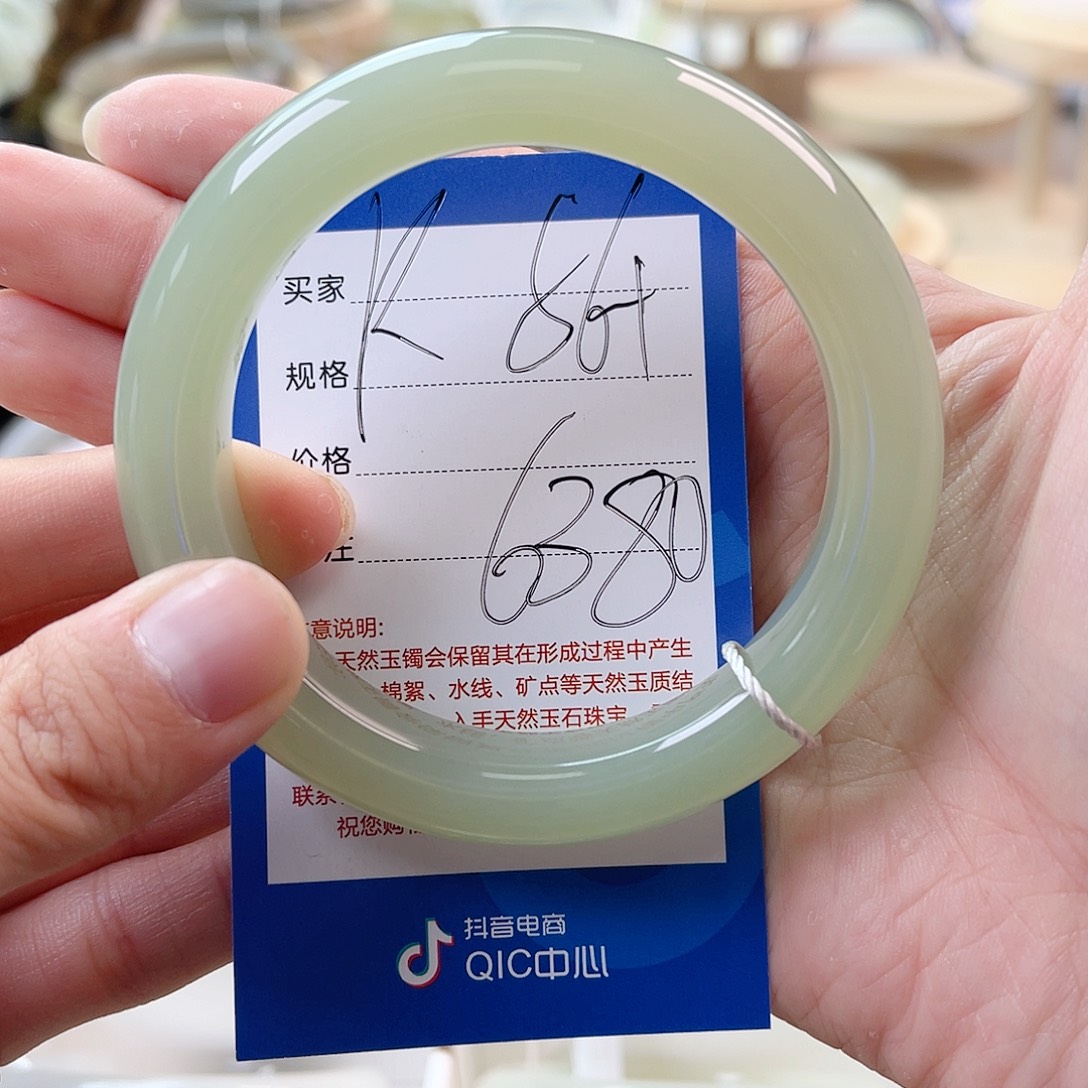 买家 K 864
规格
价格
注 6380
意说明:
天然玉镯会保留其在形成过程中产生
棉絮、水线、矿点等天然玉质结
入手天然玉石珠宝
联系
祝您购
抖音电商
QIC中心